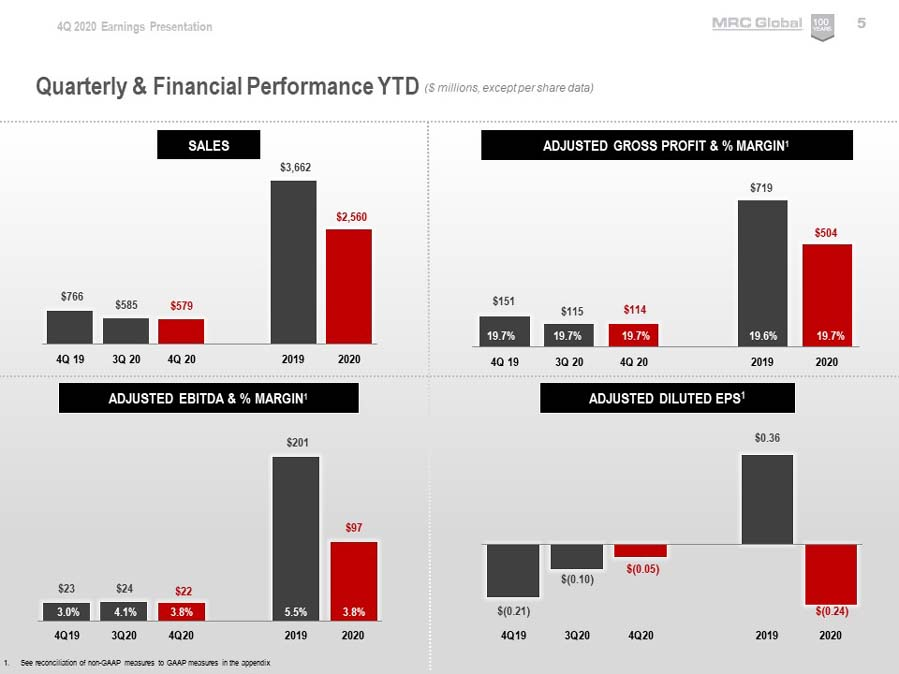 4Q 2020 Earnings Presentation
MRC Global
100
YEARS
5
Quarterly & Financial Performance YTD ($ millions, except per share data)
SALES
$3,662
$2,560
$766
$585
$579
4Q 19 3Q 20 4Q 20 2019 2020
ADJUSTED GROSS PROFIT & % MARGIN¹
$719
$504
$151
$115
$114
19.7% 19.7% 19.7% 19.6% 19.7%
4Q 19 3Q 20 4Q 20 2019 2020
ADJUSTED EBITDA & % MARGIN¹
$201
$97
$23
$24
$22
3.0% 4.1% 3.8% 5.5% 3.8%
4Q19 3Q20 4Q20 2019 2020
ADJUSTED DILUTED EPS¹
$0.36
$(0.05)
$(0.10)
$(0.21)
$(0.24)
4Q19 3Q20 4Q20 2019 2020
1. See reconciliation of non-GAAP measures to GAAP measures in the appendix